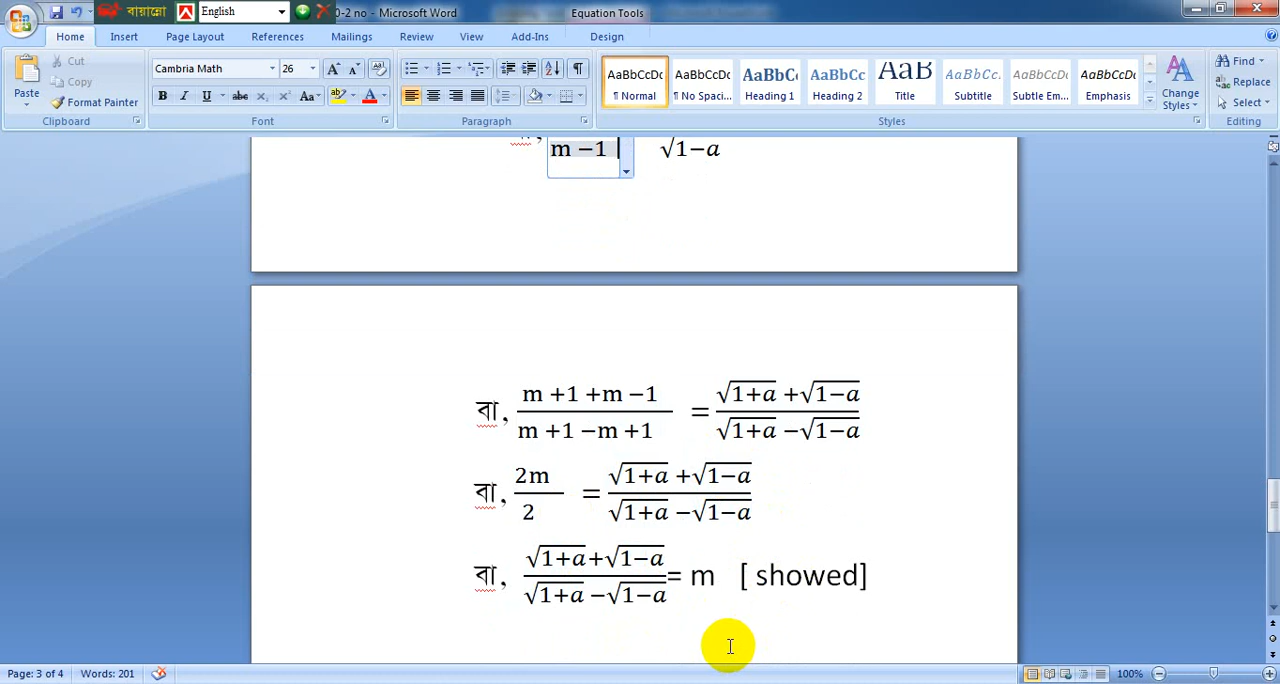 বায়ান্নো English 0-2 no - Microsoft Word Equation Tools
Home Insert Page Layout References Mailings Review View Add-Ins Design
Paste Cut Copy Format Painter
Cambria Math 26
AaBbCcDc AaBbCcDc AaBbCc AaBbCc AaB AaBbCc. AaBbCcDc AaBbCcDc
¶ Normal ¶ No Spaci... Heading 1 Heading 2 Title Subtitle Subtle Em... Emphasis
Change Styles
Find Replace Select
Clipboard Font Paragraph Styles Editing
m −1 √1−a
বা, (m +1 +m −1)/(m +1 −m +1) = (√1+a +√1−a)/(√1+a −√1−a)
বা, 2m/2 = (√1+a +√1−a)/(√1+a −√1−a)
বা, (√1+a+√1−a)/(√1+a −√1−a) = m [ showed]
Page: 3 of 4 Words: 201 100%